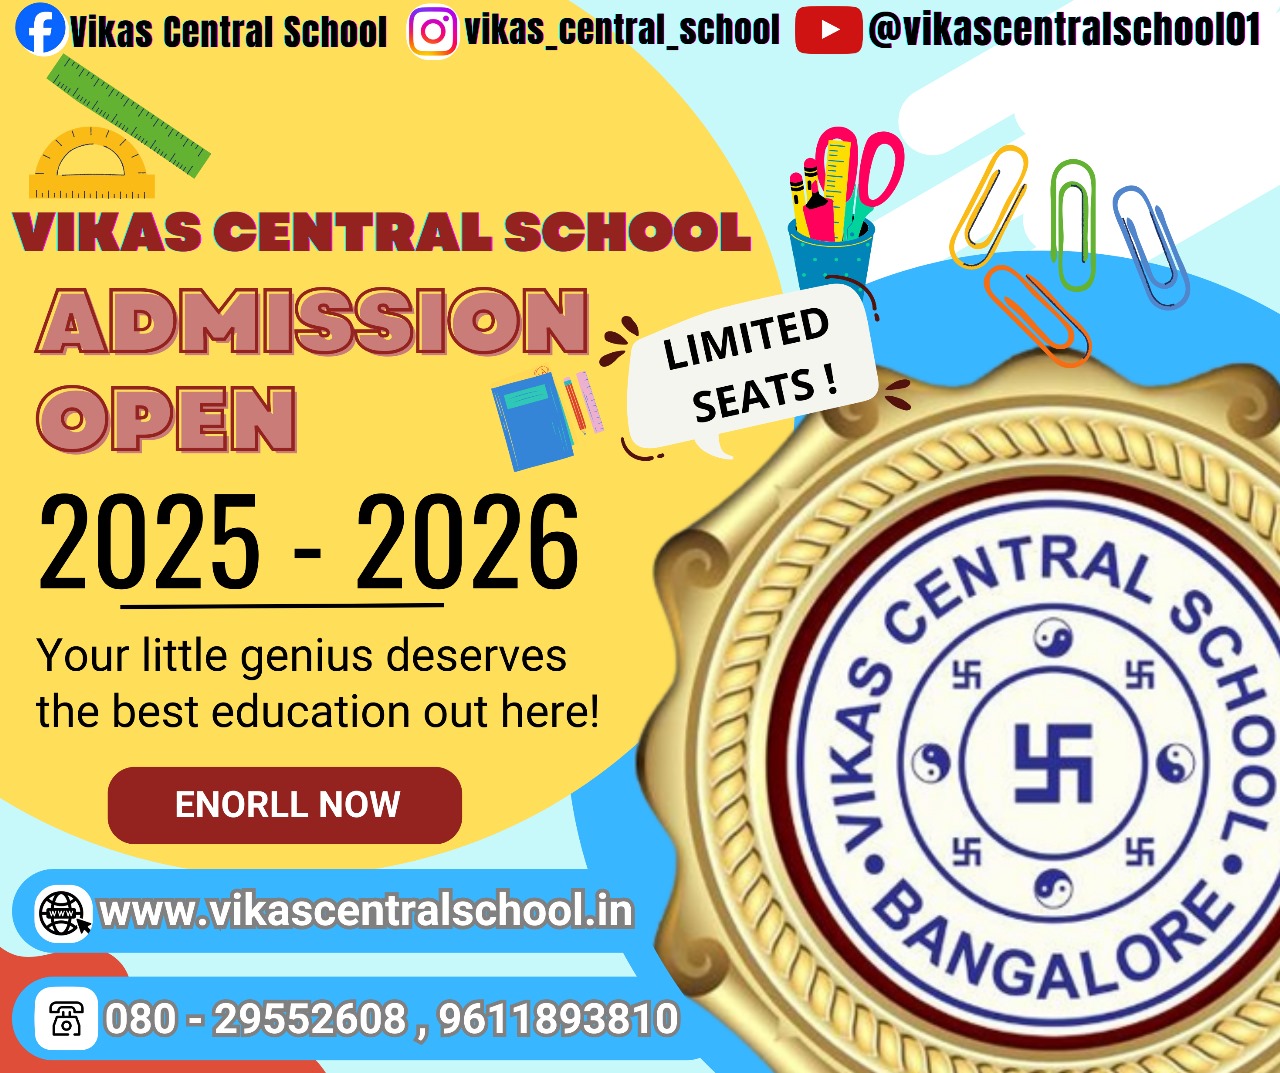 Vikas Central School
vikas_central_school
@vikascentralschool01
VIKAS CENTRAL SCHOOL
ADMISSION
OPEN
LIMITED
SEATS !
2025 - 2026
Your little genius deserves
the best education out here!
ENORLL NOW
www
www.vikascentralschool.in
080 - 29552608 , 9611893810
VIKAS CENTRAL SCHOOL
• BANGALORE •